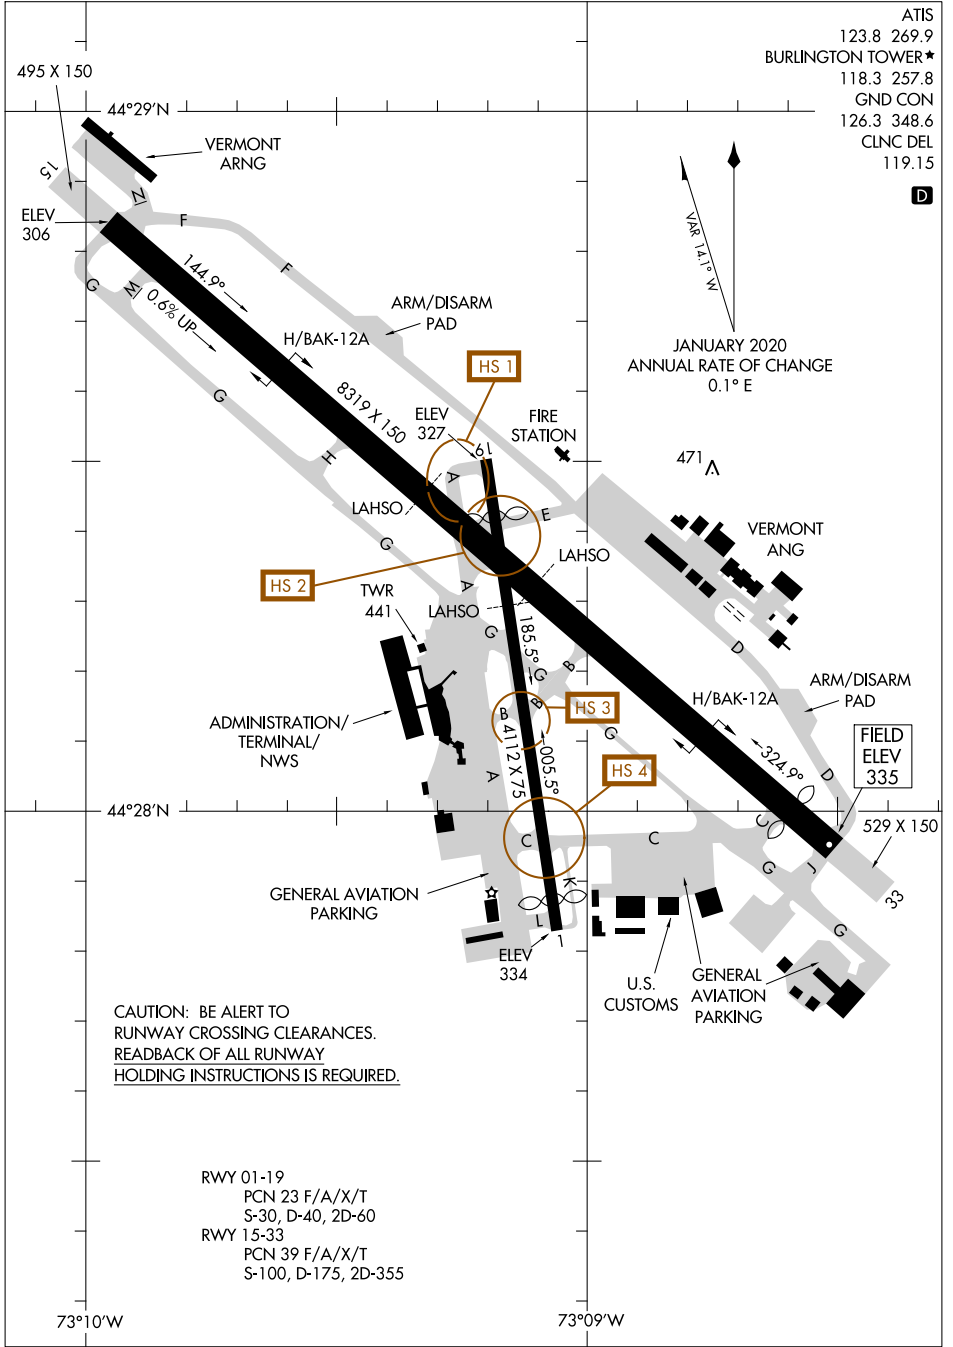 ATIS
123.8 269.9
BURLINGTON TOWER★
118.3 257.8
GND CON
126.3 348.6
CLNC DEL
119.15
D
495 X 150
44°29'N
VERMONT
ARNG
15
N
ELEV
306
F
F
G
M
144.9°
0.6% UP
VAR 14.1° W
JANUARY 2020
ANNUAL RATE OF CHANGE
0.1° E
ARM/DISARM
PAD
H/BAK-12A
HS 1
8319 X 150
G
ELEV
327
FIRE
STATION
19
471
H
A
LAHSO
E
VERMONT
ANG
G
LAHSO
HS 2
TWR
441
A
LAHSO
G
185.5°
D
B
G
ARM/DISARM
PAD
H/BAK-12A
B
B
HS 3
ADMINISTRATION/
TERMINAL/
NWS
4112 X 75
005.5°
G
324.9°
FIELD
ELEV
335
A
HS 4
D
44°28'N
529 X 150
C
C
C
J
G
K
33
GENERAL AVIATION
PARKING
L
1
G
ELEV
334
U.S.
CUSTOMS
GENERAL
AVIATION
PARKING
CAUTION: BE ALERT TO
RUNWAY CROSSING CLEARANCES.
READBACK OF ALL RUNWAY
HOLDING INSTRUCTIONS IS REQUIRED.
RWY 01-19
PCN 23 F/A/X/T
S-30, D-40, 2D-60
RWY 15-33
PCN 39 F/A/X/T
S-100, D-175, 2D-355
73°10'W
73°09'W